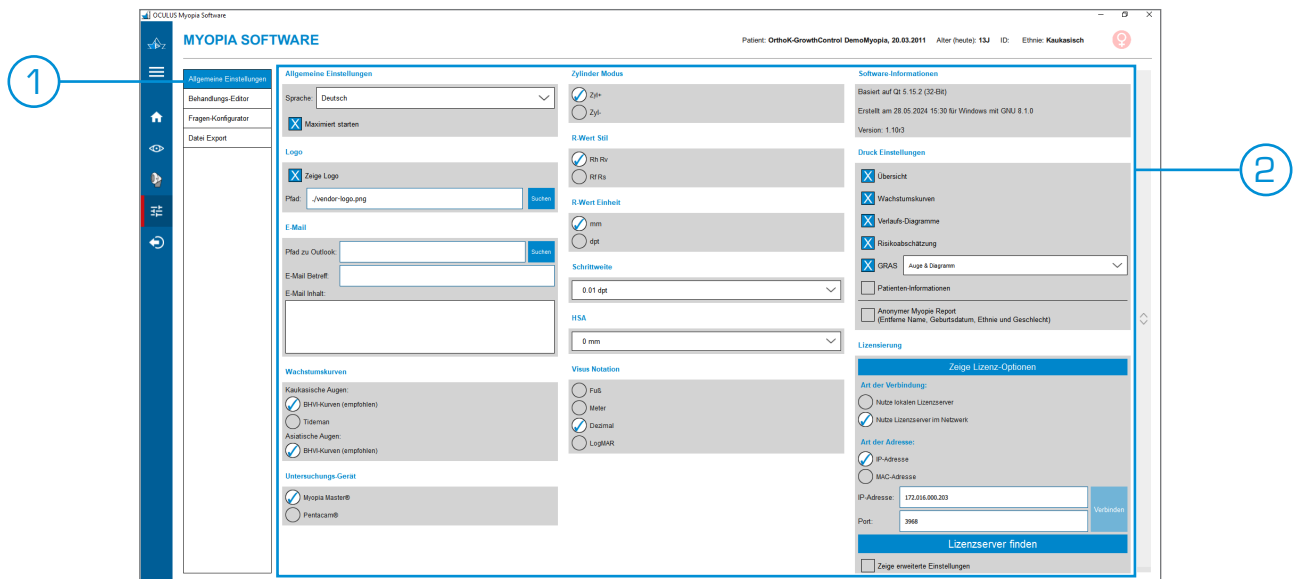 OCULUS Myopia Software
MYOPIA SOFTWARE
Patient: OrthoK-GrowthControl DemoMyopia, 20.03.2011 Alter (heute): 13J ID: Ethnie: Kaukasisch
1
Allgemeine Einstellungen
Behandlungs-Editor
Fragen-Konfigurator
Datei Export
Allgemeine Einstellungen
Sprache: Deutsch
X Maximiert starten
Logo
X Zeige Logo
Pfad: ./vendor-logo.png Suchen
E-Mail
Pfad zu Outlook: Suchen
E-Mail Betreff:
E-Mail Inhalt:
Wachstumskurven
Kaukasische Augen:
BHVI-Kurven (empfohlen)
Tideman
Asiatische Augen:
BHVI-Kurven (empfohlen)
Untersuchungs-Gerät
Myopia Master®
Pentacam®
Zylinder Modus
Zyl+
Zyl-
R-Wert Stil
Rh Rv
Rf Rs
R-Wert Einheit
mm
dpt
Schrittweite
0.01 dpt
HSA
0 mm
Visus Notation
Fuß
Meter
Dezimal
LogMAR
Software-Informationen
Basiert auf Qt 5.15.2 (32-Bit)
Erstellt am 28.05.2024 15:30 für Windows mit GNU 8.1.0
Version: 1.10r3
Druck Einstellungen
X Übersicht
X Wachstumskurven
X Verlaufs-Diagramme
X Risikoabschätzung
X GRAS Auge & Diagramm
Patienten-Informationen
Anonymer Myopie Report
(Entferne Name, Geburtsdatum, Ethnie und Geschlecht)
Lizensierung
Zeige Lizenz-Optionen
Art der Verbindung:
Nutze lokalen Lizenzserver
Nutze Lizenzserver im Netzwerk
Art der Adresse:
IP-Adresse
MAC-Adresse
IP-Adresse: 172.016.000.203
Verbinden
Port: 3968
Lizenzserver finden
Zeige erweiterte Einstellungen
2